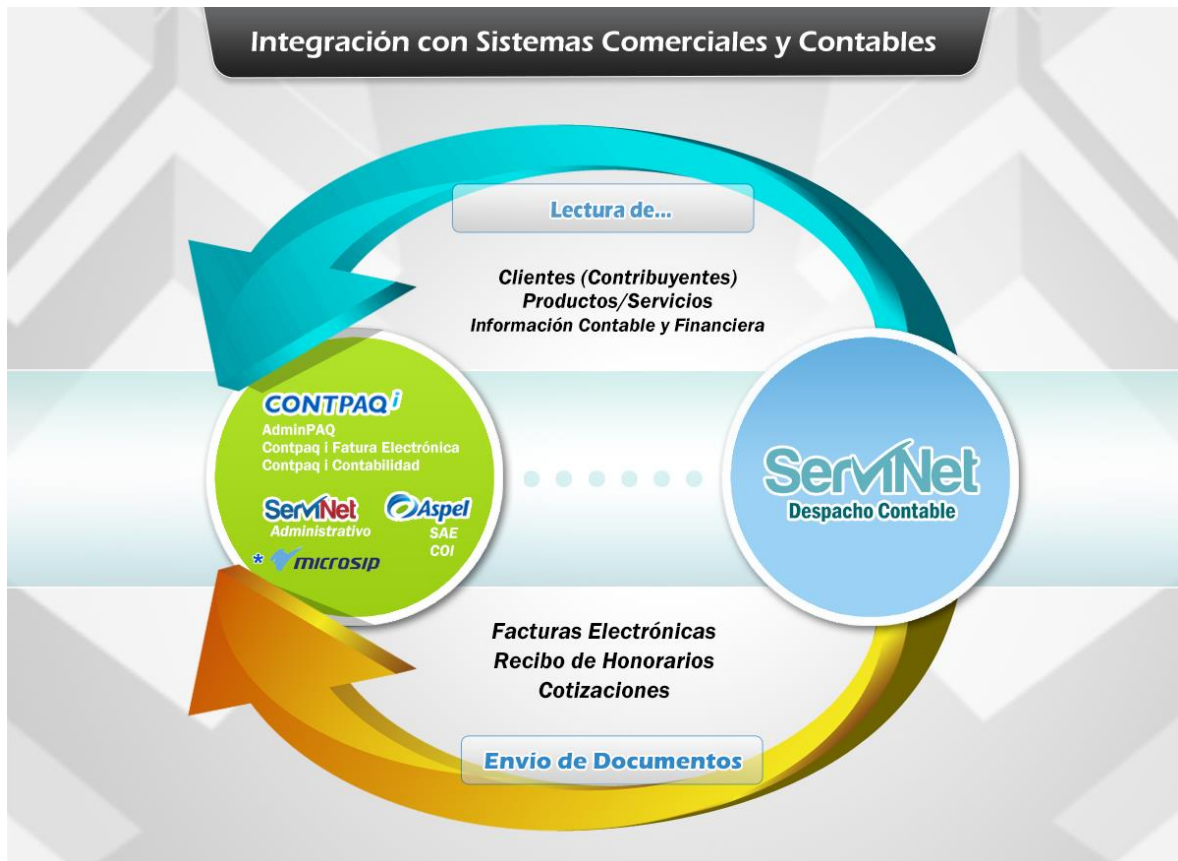 Integración con Sistemas Comerciales y Contables
Lectura de...
Clientes (Contribuyentes)
Productos/Servicios
Información Contable y Financiera
CONTPAQ i
AdminPAQ
Contpaq i Fatura Electrónica
Contpaq i Contabilidad
ServiNet
Administrativo
Aspel
SAE
COI
* microsip
ServiNet
Despacho Contable
Facturas Electrónicas
Recibo de Honorarios
Cotizaciones
Envío de Documentos